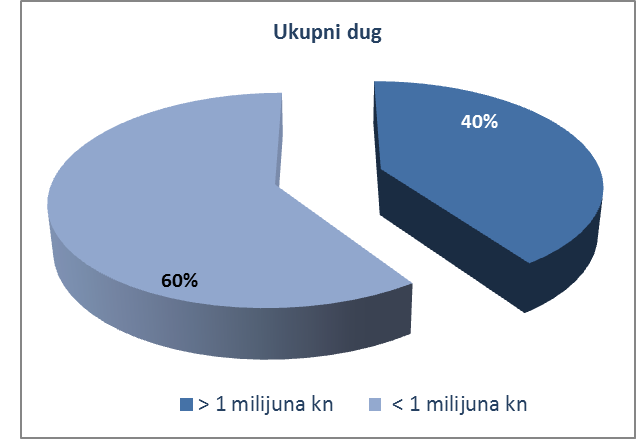 Ukupni dug
40%
60%
> 1 milijuna kn
< 1 milijuna kn